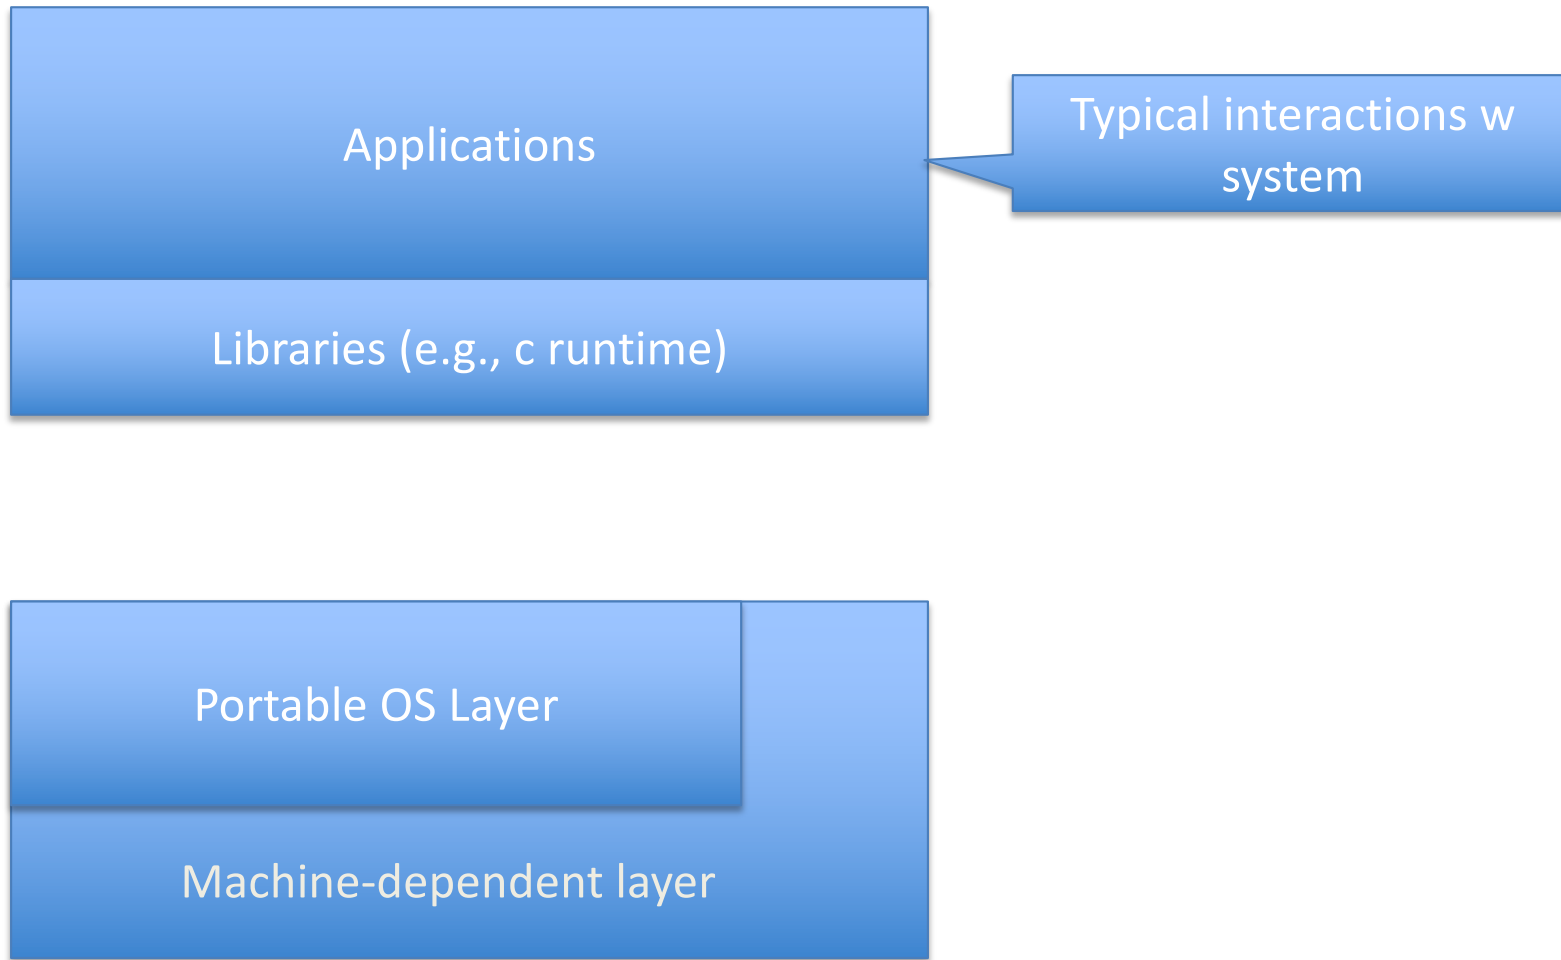 Applications
Typical interactions w
system
Libraries (e.g., c runtime)
Portable OS Layer
Machine-dependent layer